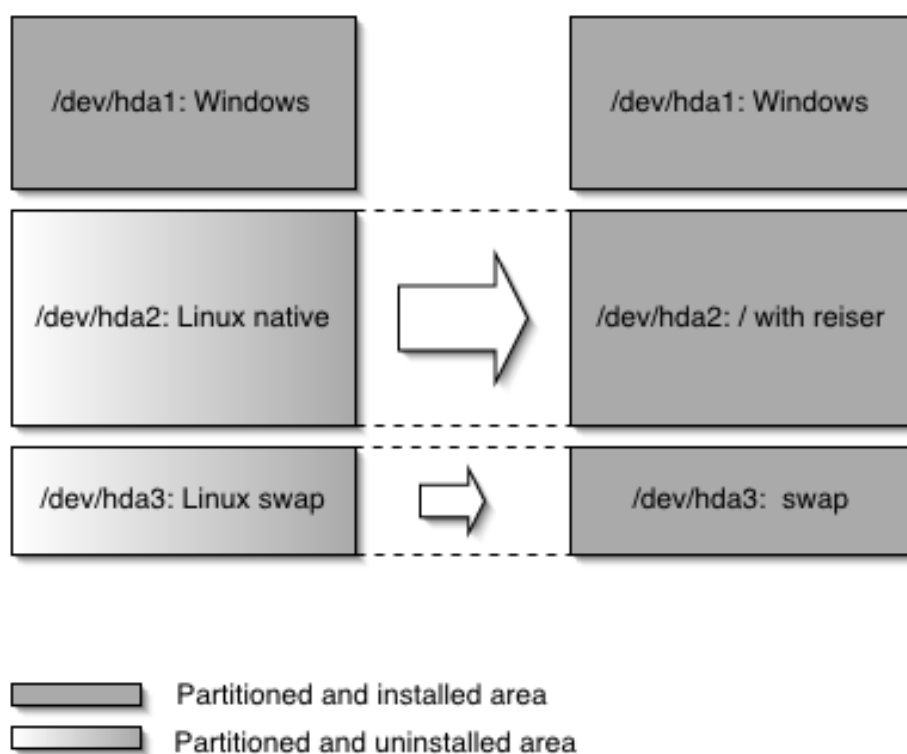 /dev/hda1: Windows
/dev/hda1: Windows
/dev/hda2: Linux native
/dev/hda2: / with reiser
/dev/hda3: Linux swap
/dev/hda3:  swap
Partitioned and installed area
Partitioned and uninstalled area